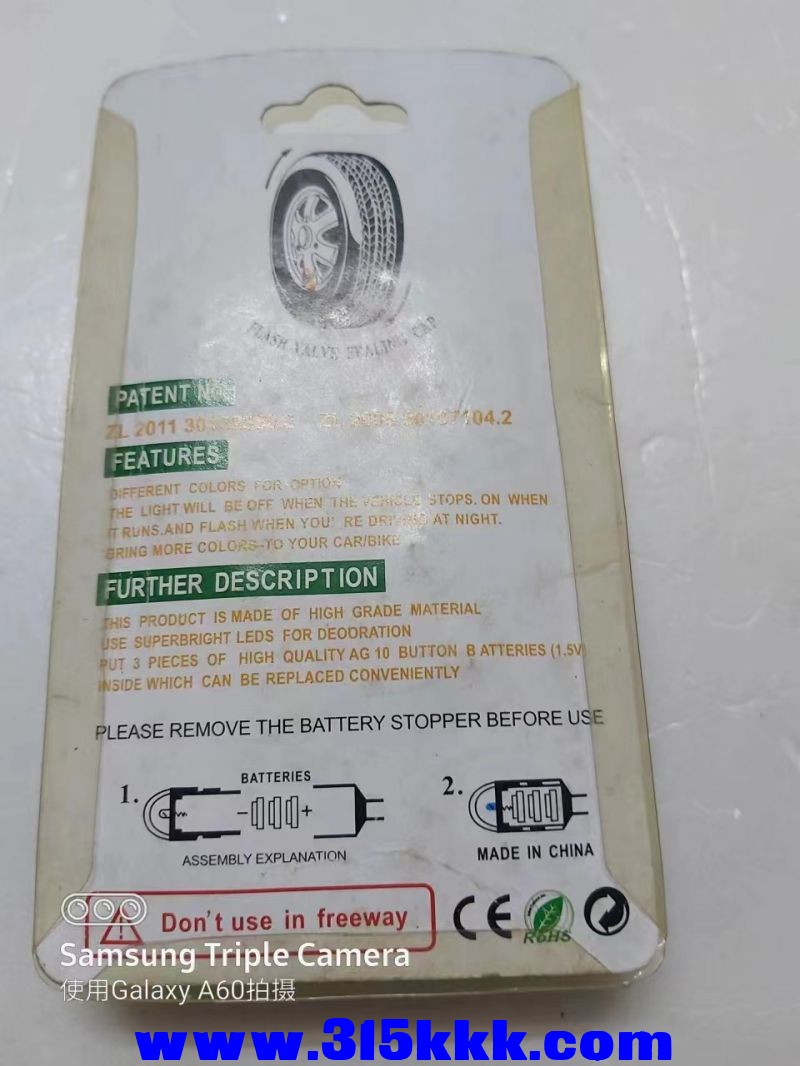 FLASH VALVE SEALING CAP
PATENT NO
ZL 2011 04.2
FEATURES
DIFFERENT COLORS FOR OPTION
THE LIGHT WILL BE OFF WHEN THE VEHICLE STOPS. ON WHEN
IT RUNS.AND FLASH WHEN YOU' RE DRIVING AT NIGHT.
BRING MORE COLORS-TO YOUR CAR/BIKE
FURTHER DESCRIPTION
THIS PRODUCT IS MADE OF HIGH GRADE MATERIAL
USE SUPERBRIGHT LEDS FOR DEOORATION
PUT 3 PIECES OF HIGH QUALITY AG 10 BUTTON B ATTERIES (1.5V)
INSIDE WHICH CAN BE REPLACED CONVENIENTLY
PLEASE REMOVE THE BATTERY STOPPER BEFORE USE
1.
BATTERIES
- +
ASSEMBLY EXPLANATION
2.
MADE IN CHINA
Don't use in freeway
CE
RoHS
Samsung Triple Camera
使用Galaxy A60拍摄
www.315kkk.com